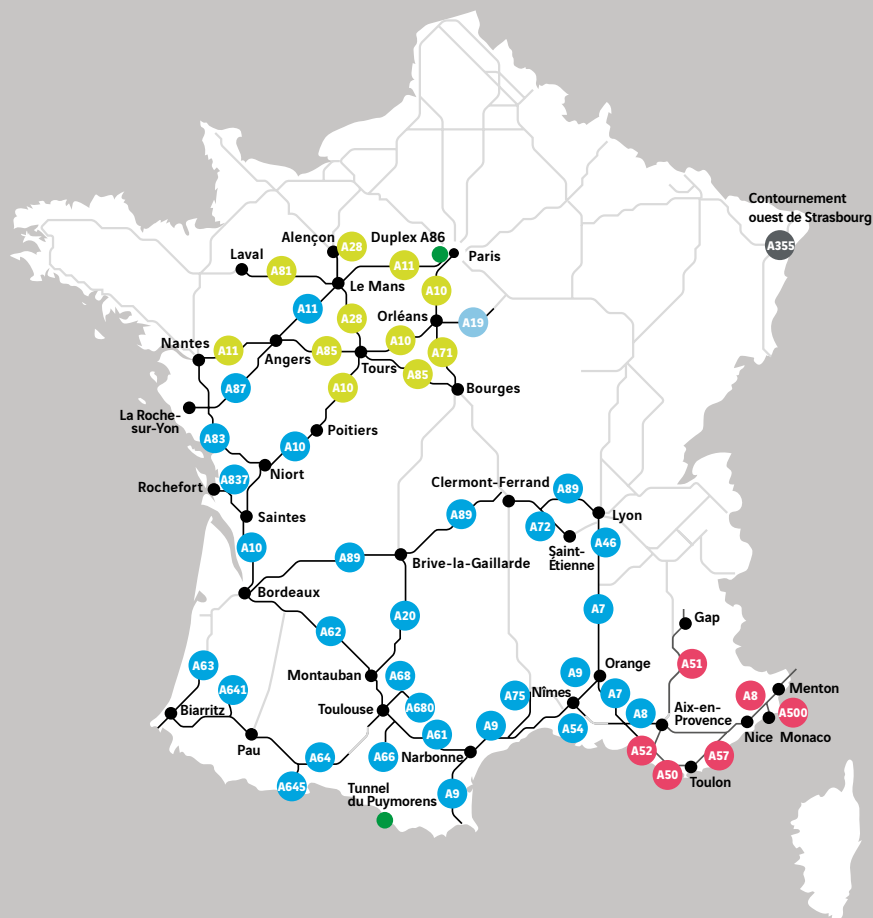 Contournement
ouest de Strasbourg
A355
Alençon
A28
Duplex A86
Laval
A81
A11
Paris
Le Mans
A10
A11
A28
Orléans
A19
Nantes
A11
Angers
A85
A10
Tours
A71
A85
Bourges
A87
A10
La Roche-
sur-Yon
Poitiers
A83
A10
Niort
Rochefort
A837
Saintes
Clermont-Ferrand
A89
A89
A72
Lyon
Saint-
Étienne
A46
A10
A89
Brive-la-Gaillarde
Bordeaux
A7
A20
Gap
A62
A63
A641
Montauban
A68
A9
Orange
A51
A75
Nîmes
A7
A8
Menton
Toulouse
A680
A8
Aix-en-
Provence
A500
Biarritz
A61
A9
A54
Nice
Monaco
Pau
A64
A66
Narbonne
A52
A57
A50
Toulon
A645
Tunnel
du Puymorens
A9